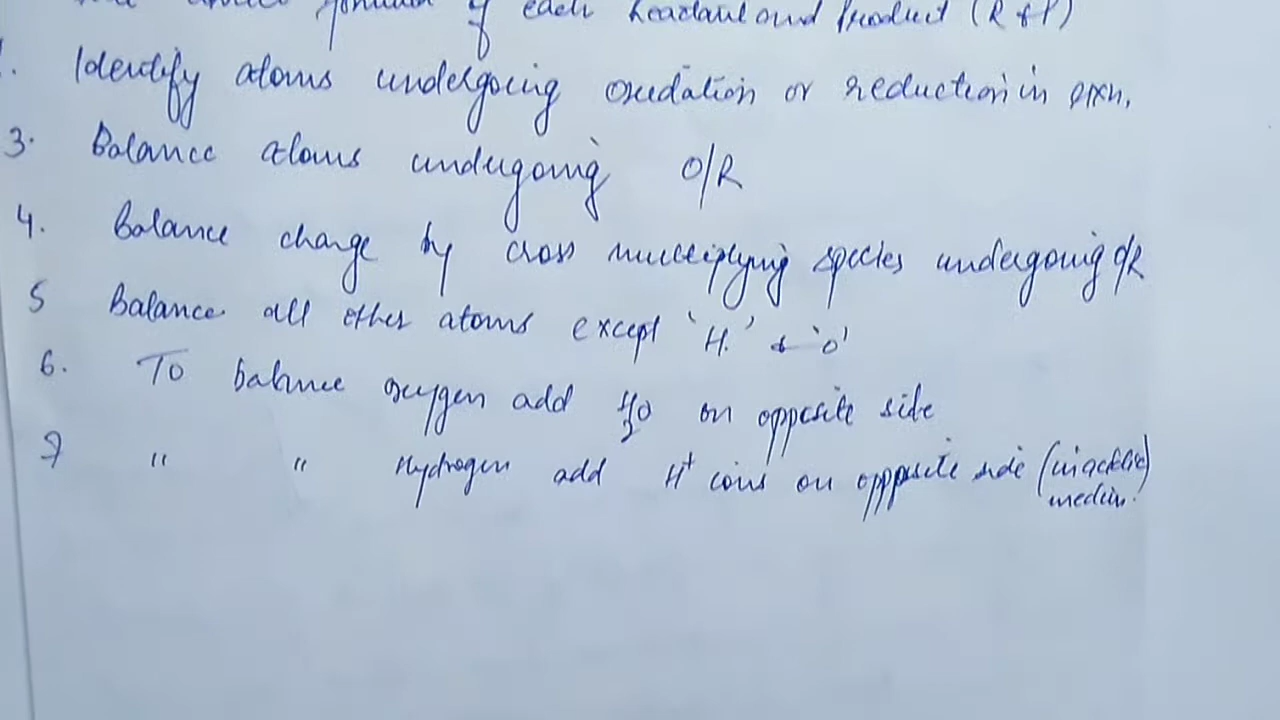 of each Reactant and Product (R & P)
. Identify atoms undergoing oxidation or reduction in rxn.
3. Balance atoms undergoing O/R
4. Balance change by cross multiplying species undergoing O/R
5 Balance all other atoms except 'H' & 'O'
6. To balance oxygen add H2O on opposite side
7 " " Hydrogen add H+ ions on opposite side (in acidic medium.)